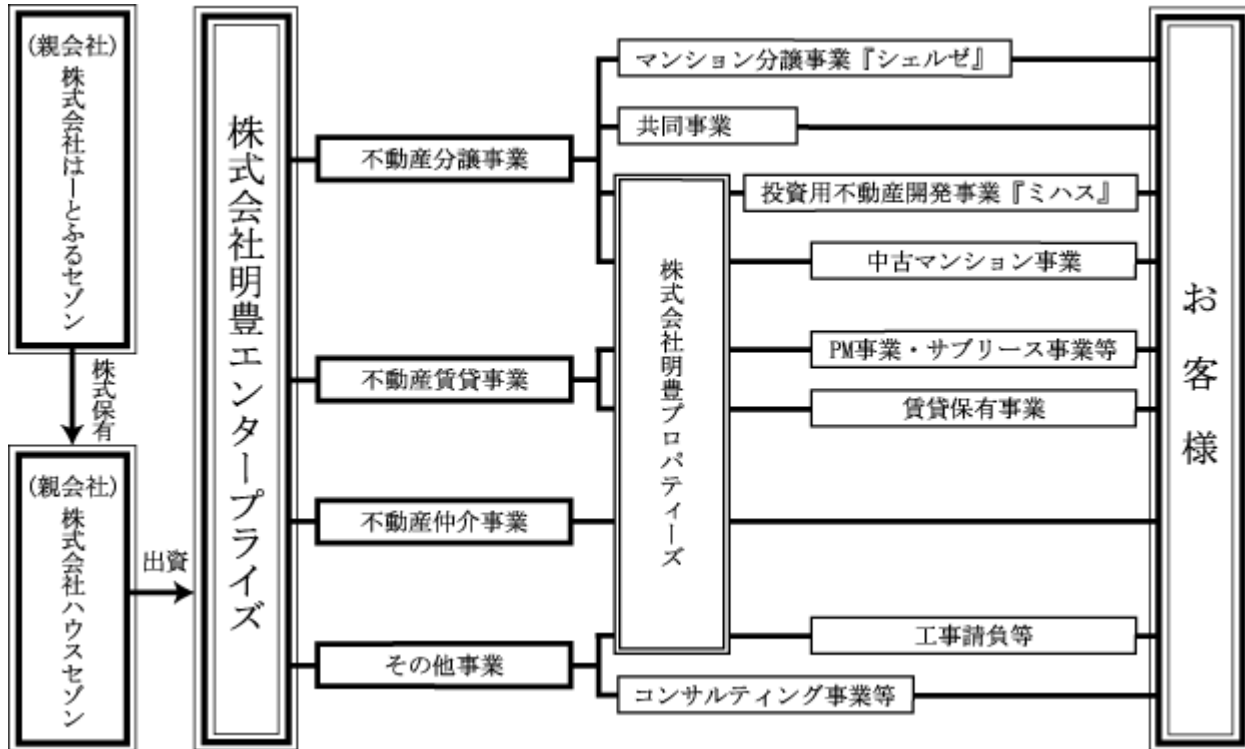 (親会社)
株式会社はーとふるセゾン
株式保有
(親会社)
株式会社ハウスセゾン
出資
株式会社明豊エンタープライズ
不動産分譲事業
不動産賃貸事業
不動産仲介事業
その他事業
マンション分譲事業『シェルゼ』
共同事業
株式会社明豊プロパティーズ
投資用不動産開発事業『ミハス』
中古マンション事業
PM事業・サブリース事業等
賃貸保有事業
工事請負等
コンサルティング事業等
お客様